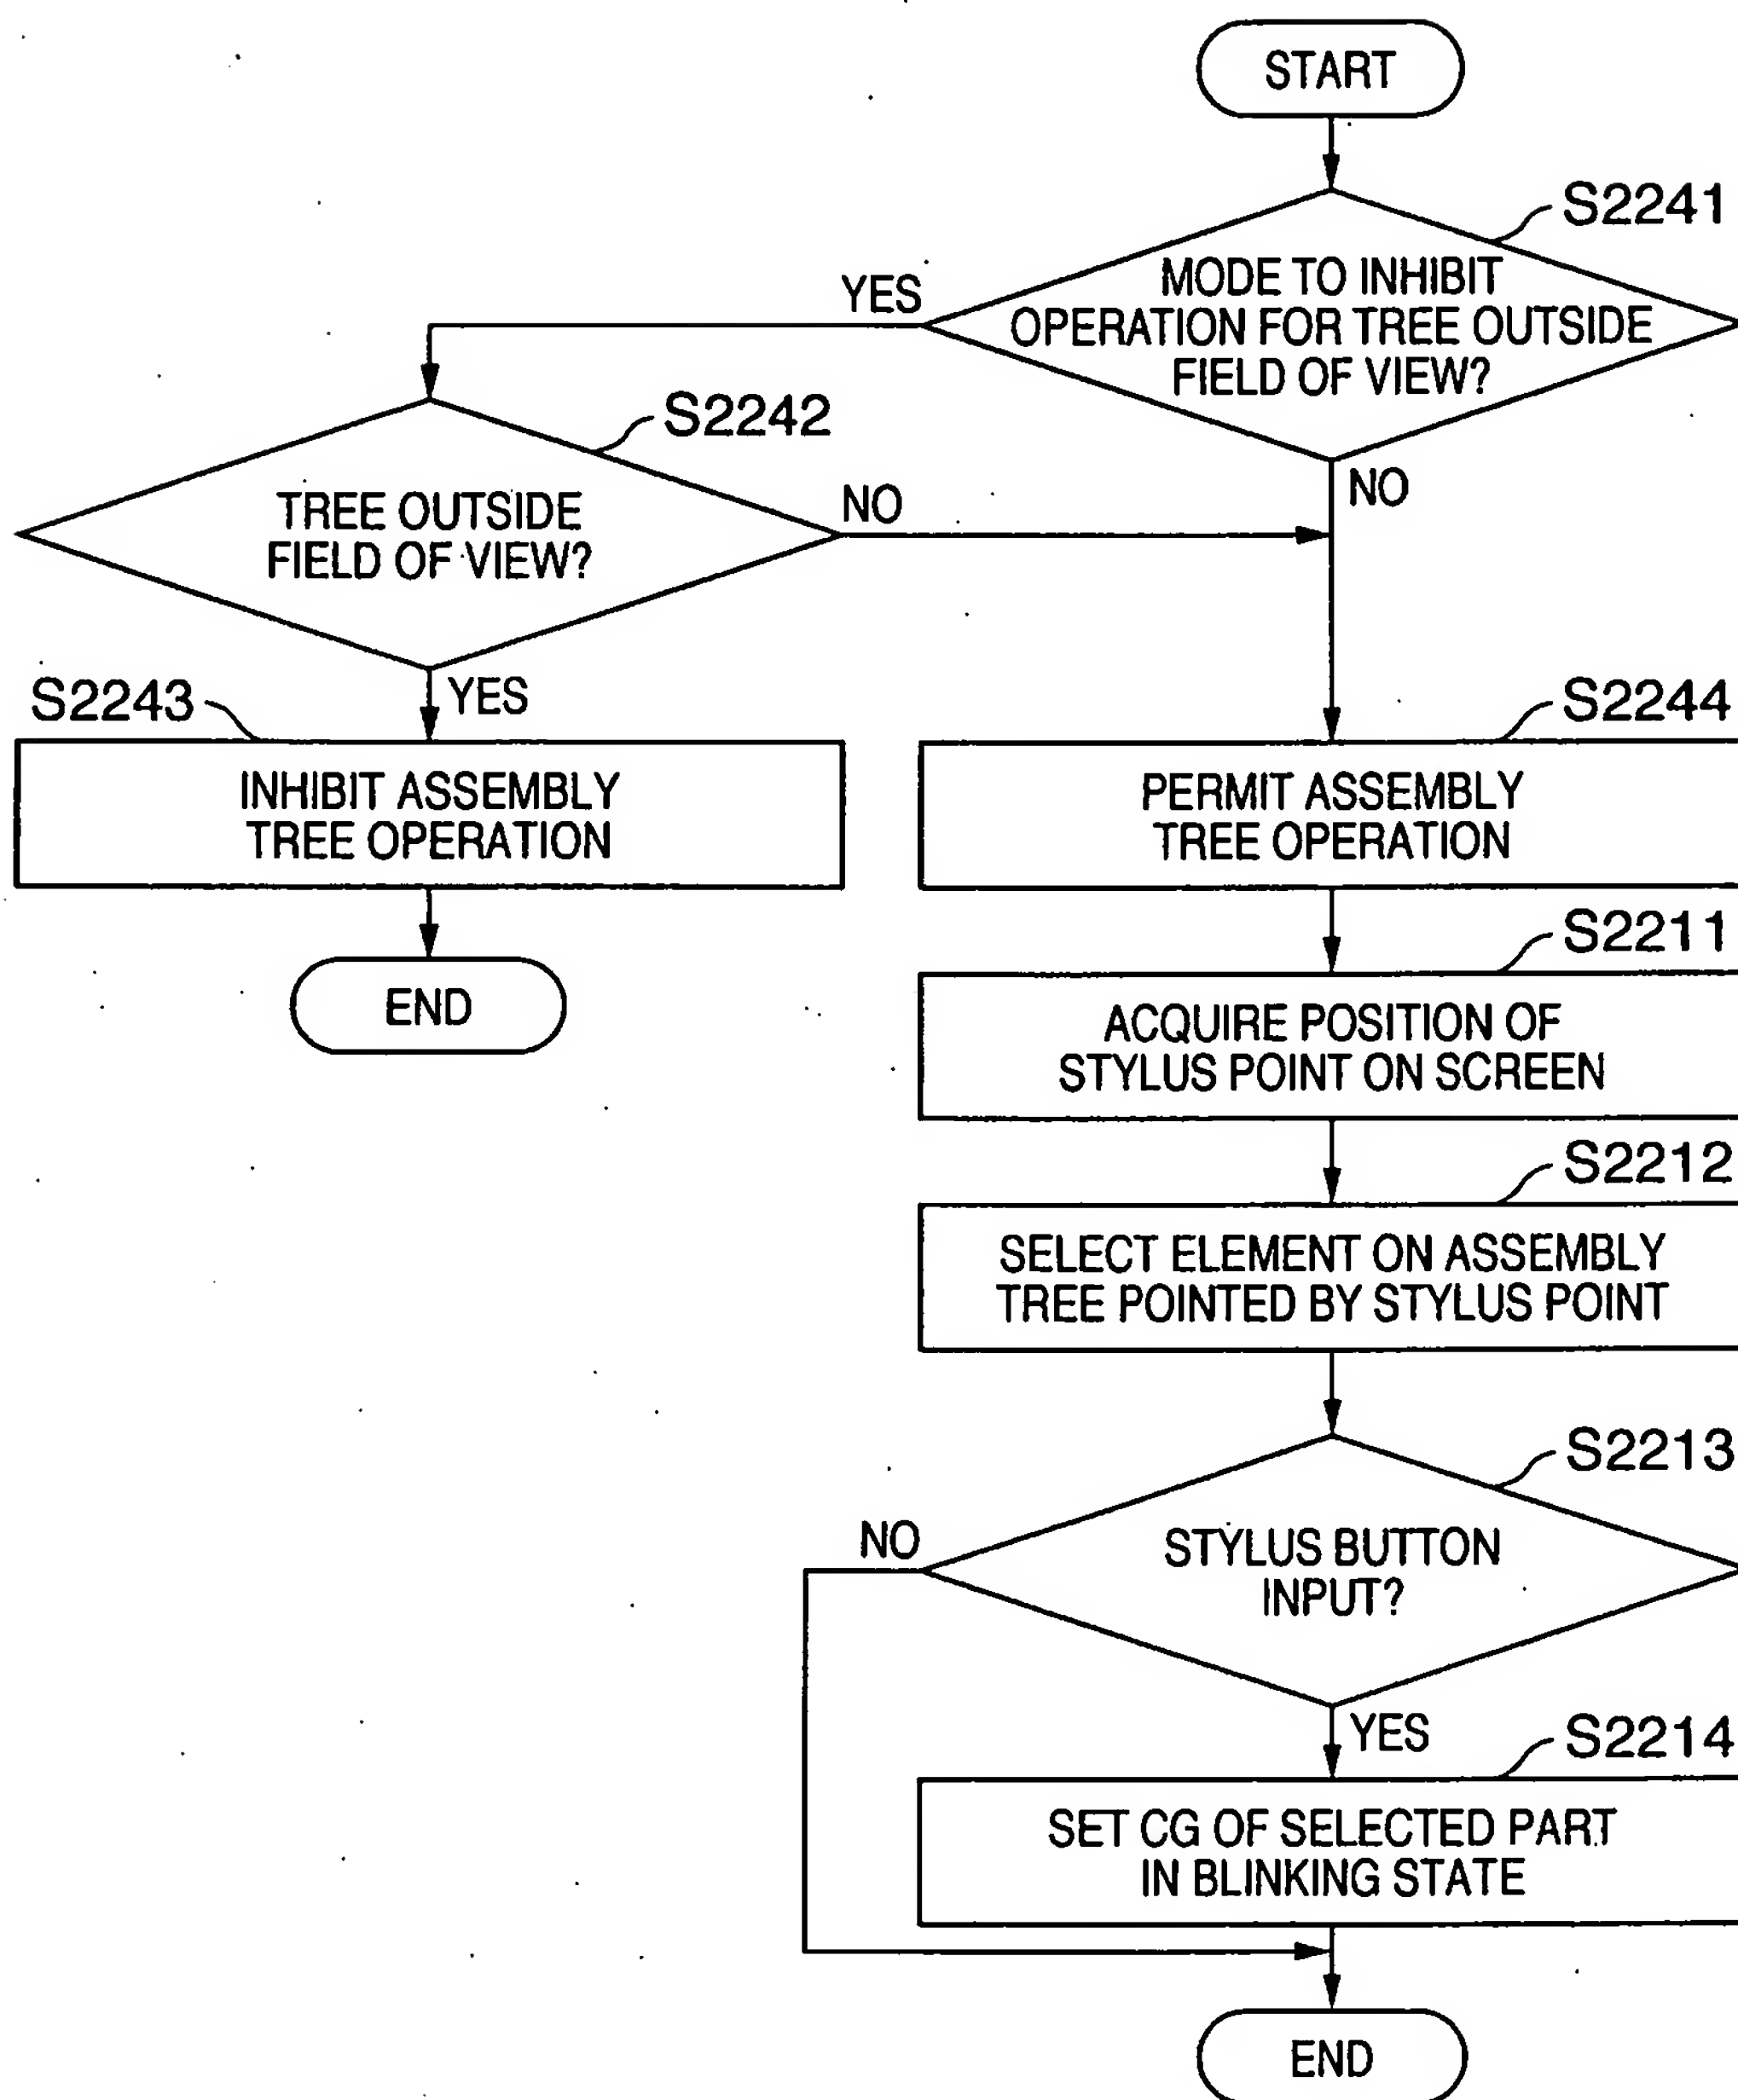 START
S2241
MODE TO INHIBIT
OPERATION FOR TREE OUTSIDE
FIELD OF VIEW?
YES
NO
S2242
TREE OUTSIDE
FIELD OF VIEW?
NO
YES
S2243
INHIBIT ASSEMBLY
TREE OPERATION
END
S2244
PERMIT ASSEMBLY
TREE OPERATION
S2211
ACQUIRE POSITION OF
STYLUS POINT ON SCREEN
S2212
SELECT ELEMENT ON ASSEMBLY
TREE POINTED BY STYLUS POINT
S2213
STYLUS BUTTON
INPUT?
NO
YES
S2214
SET CG OF SELECTED PART
IN BLINKING STATE
END